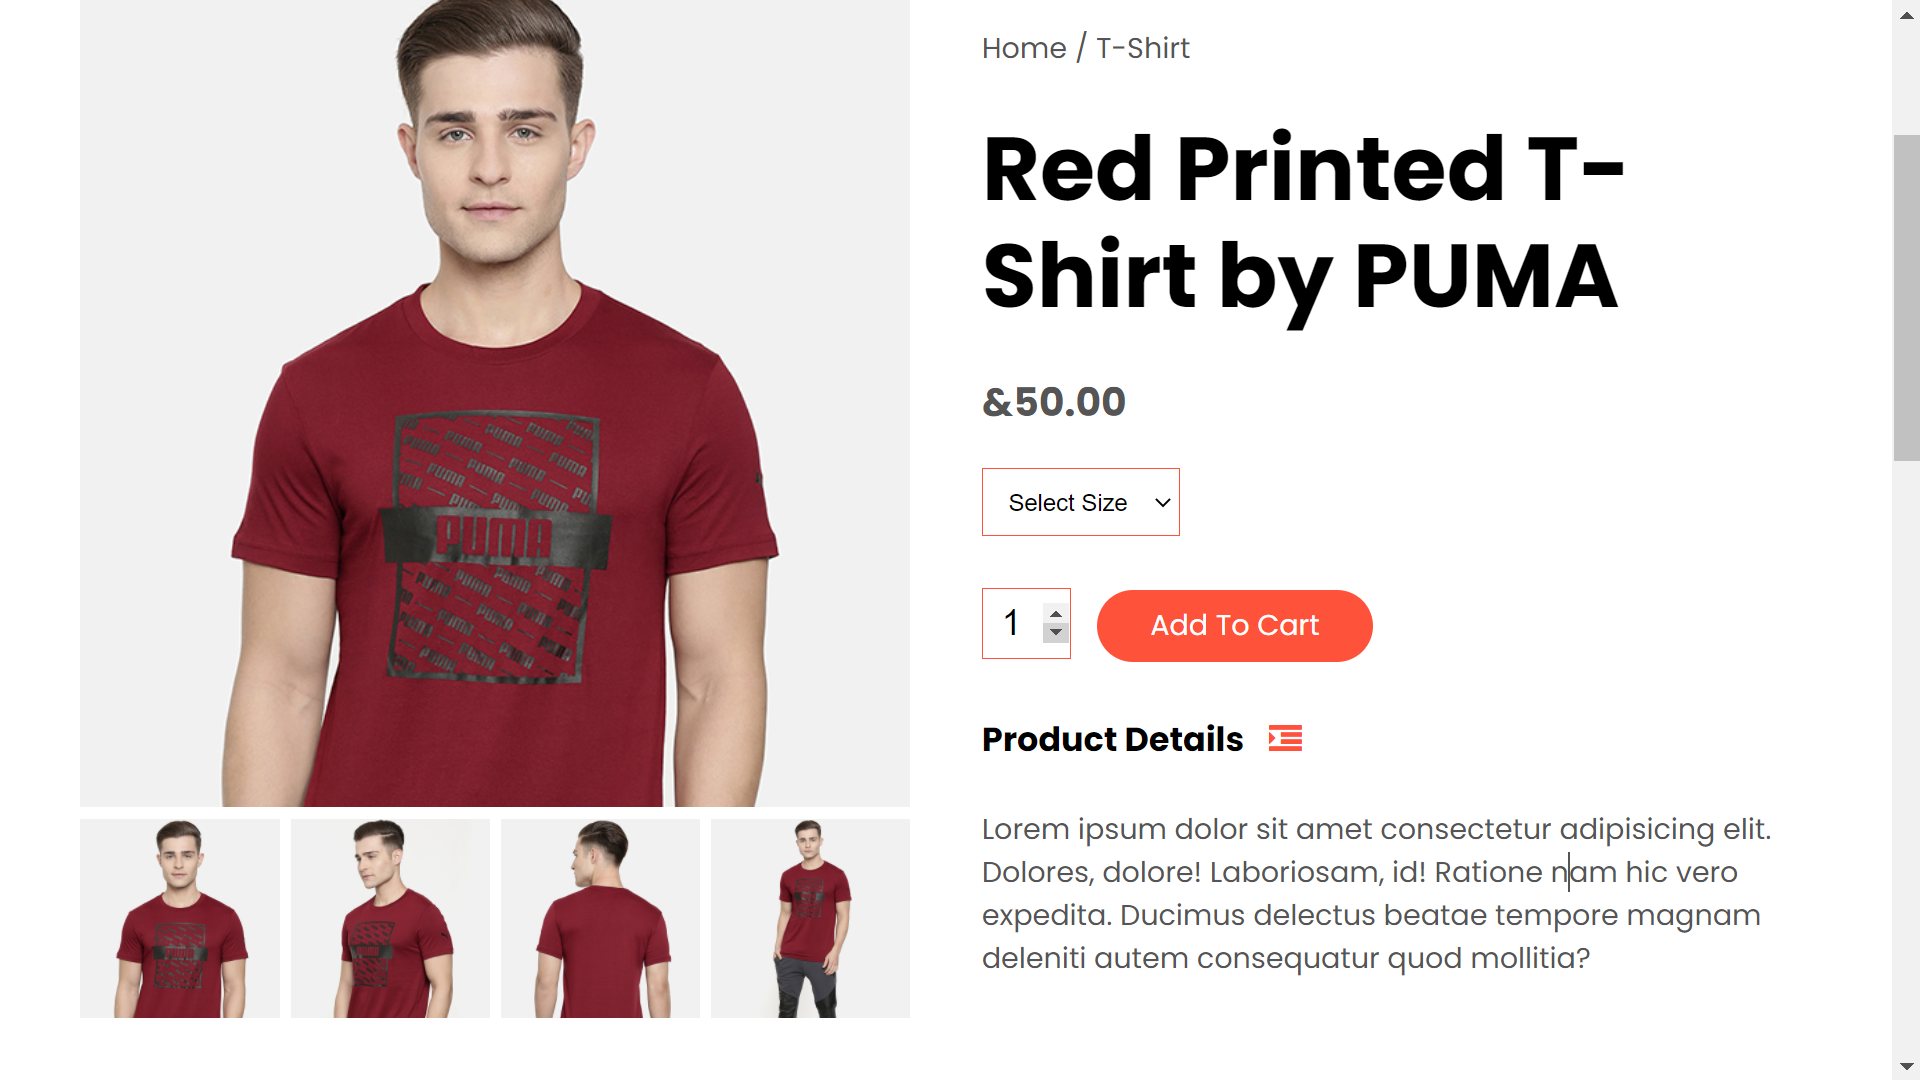 Home / T-Shirt
Red Printed T-
Shirt by PUMA
&50.00
Select Size
1
Add To Cart
Product Details
Lorem ipsum dolor sit amet consectetur adipisicing elit.
Dolores, dolore! Laboriosam, id! Ratione nam hic vero
expedita. Ducimus delectus beatae tempore magnam
deleniti autem consequatur quod mollitia?
PUMA